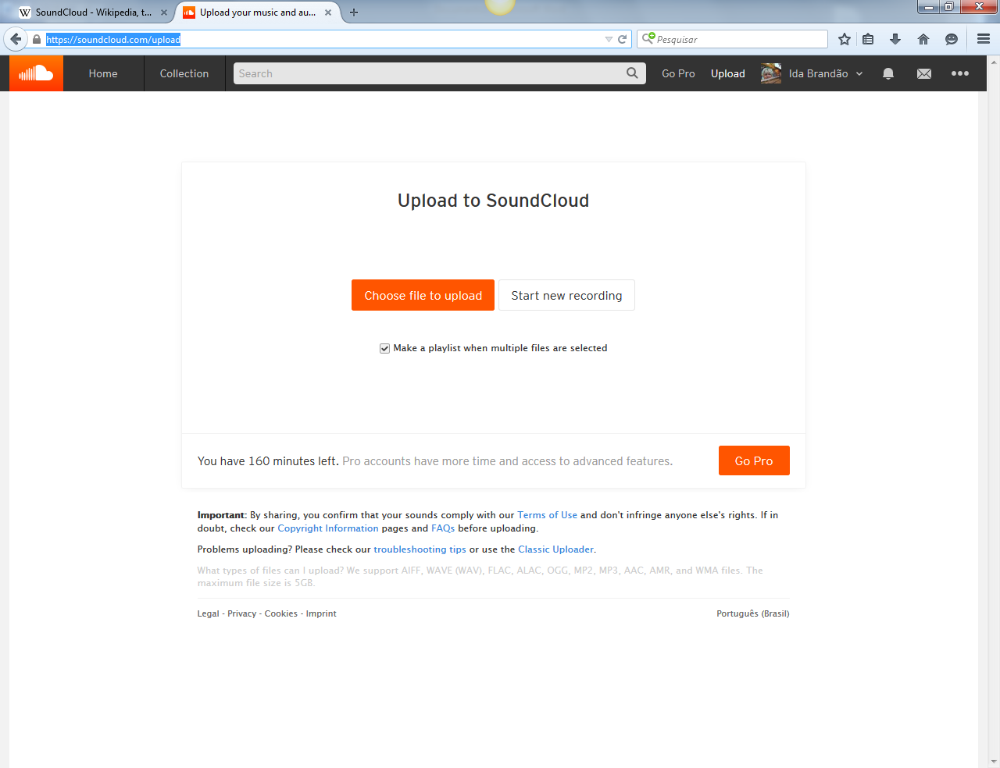 SoundCloud - Wikipedia, t...
Upload your music and au...
https://soundcloud.com/upload
Pesquisar
Home
Collection
Search
Go Pro
Upload
Ida Brandão
Upload to SoundCloud
Choose file to upload
Start new recording
Make a playlist when multiple files are selected
You have 160 minutes left. Pro accounts have more time and access to advanced features.
Go Pro
Important: By sharing, you confirm that your sounds comply with our Terms of Use and don't infringe anyone else's rights. If in
doubt, check our Copyright Information pages and FAQs before uploading.
Problems uploading? Please check our troubleshooting tips or use the Classic Uploader.
What types of files can I upload? We support AIFF, WAVE (WAV), FLAC, ALAC, OGG, MP2, MP3, AAC, AMR, and WMA files. The
maximum file size is 5GB.
Legal - Privacy - Cookies - Imprint
Português (Brasil)